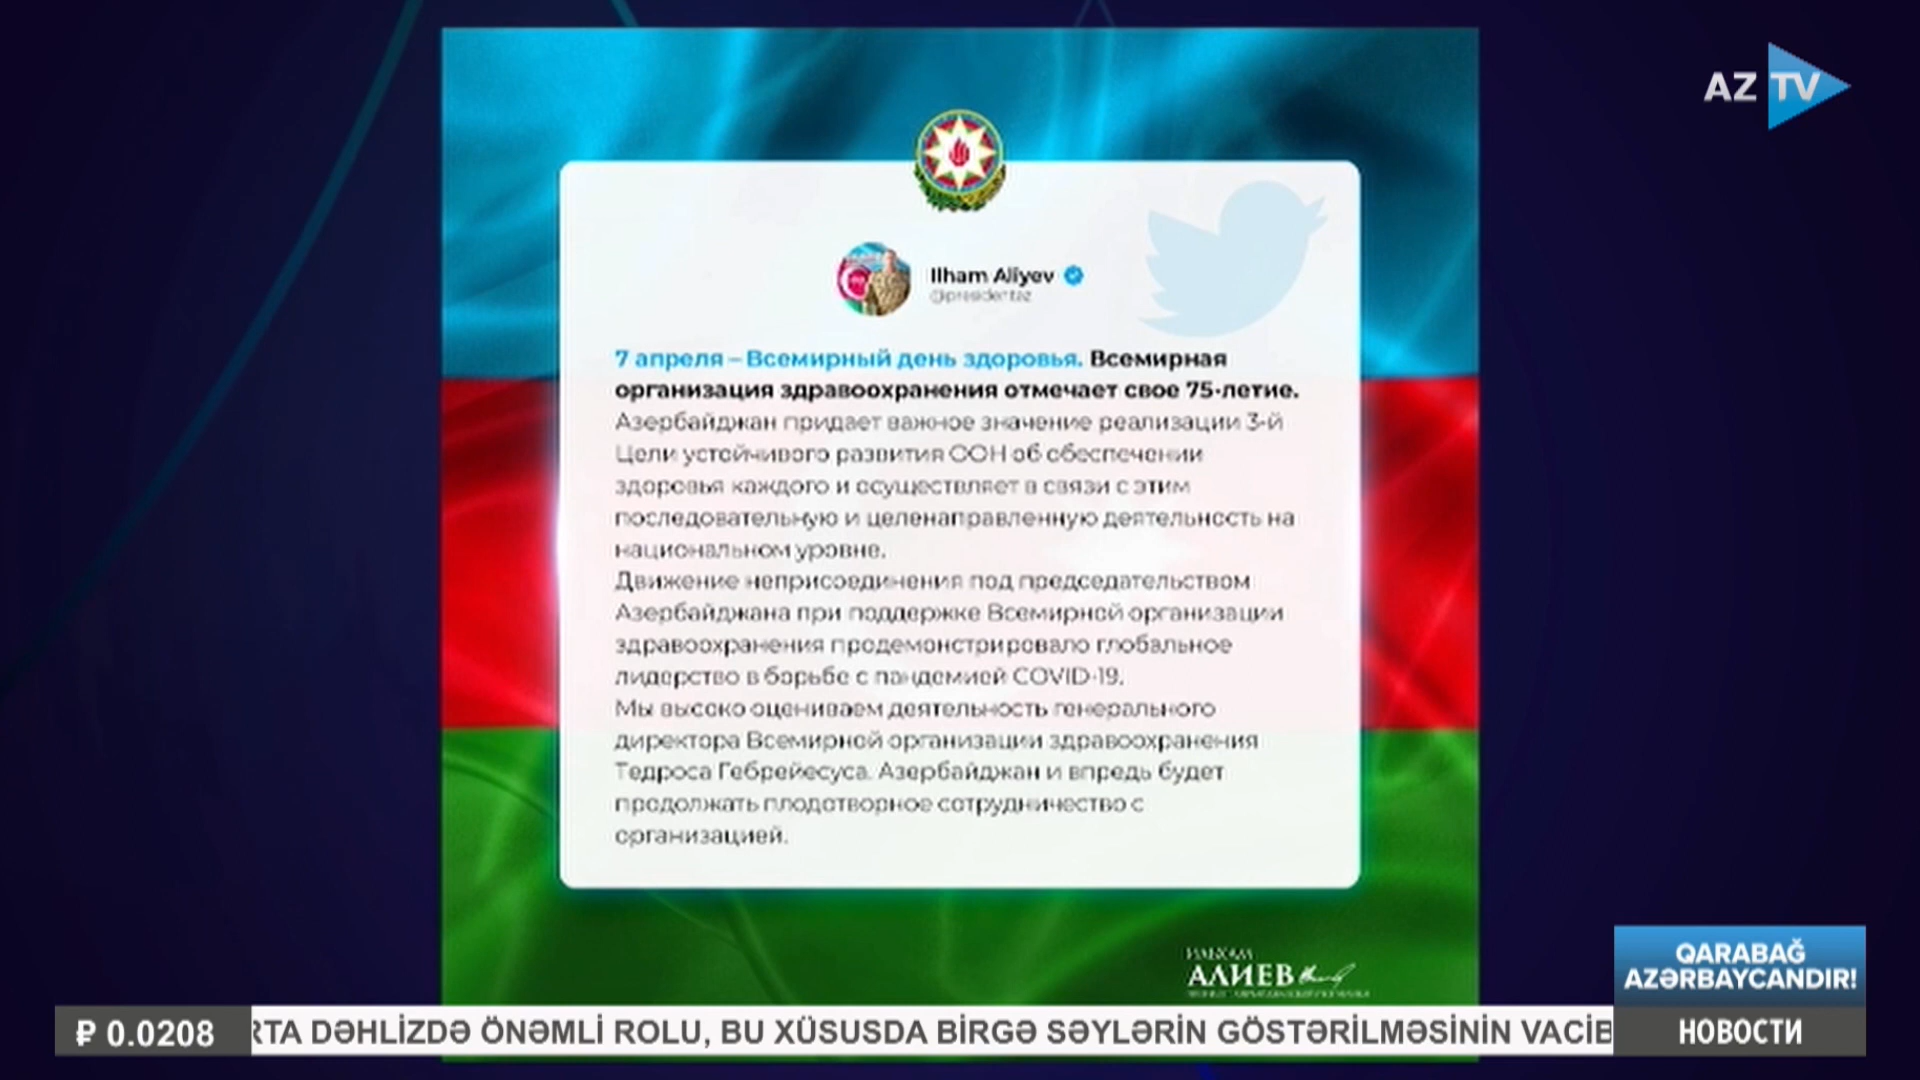 AZTV
Ilham Aliyev
@presidentaz
7 апреля – Всемирный день здоровья. Всемирная
организация здравоохранения отмечает свое 75-летие.
Азербайджан придает важное значение реализации 3-й
Цели устойчивого развития ООН об обеспечении
здоровья каждого и осуществляет в связи с этим
последовательную и целенаправленную деятельность на
национальном уровне.
Движение неприсоединения под председательством
Азербайджана при поддержке Всемирной организации
здравоохранения продемонстрировало глобальное
лидерство в борьбе с пандемией COVID-19.
Мы высоко оцениваем деятельность генерального
директора Всемирной организации здравоохранения
Тедроса Гебрейесуса. Азербайджан и впредь будет
продолжать плодотворное сотрудничество с
организацией.
ИЛЬХАМ
АЛИЕВ
QARABAĞ
AZƏRBAYCANDIR!
₽ 0.0208
RTA DƏHLİZDƏ ÖNƏMLİ ROLU, BU XÜSUSDA BİRGƏ SƏYLƏRİN GÖSTƏRİLMƏSİNİN VACİB
НОВОСТИ